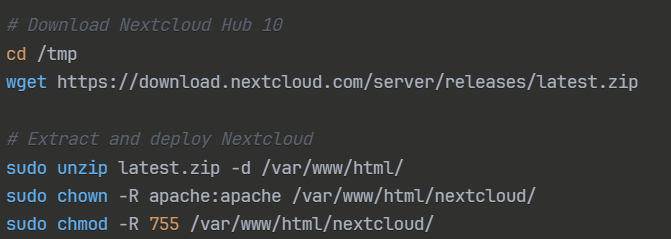 # Download Nextcloud Hub 10
cd /tmp
wget https://download.nextcloud.com/server/releases/latest.zip
# Extract and deploy Nextcloud
sudo unzip latest.zip -d /var/www/html/
sudo chown -R apache:apache /var/www/html/nextcloud/
sudo chmod -R 755 /var/www/html/nextcloud/